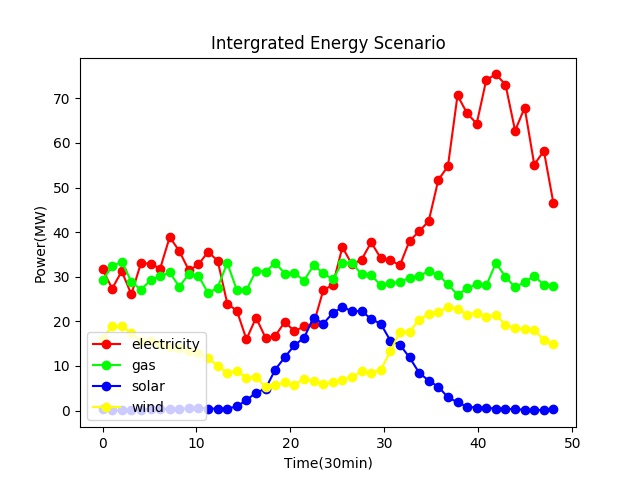 Intergrated Energy Scenario
Power(MW)
70
60
50
40
30
20
10
0
electricity
gas
solar
wind
0 10 20 30 40 50
Time(30min)